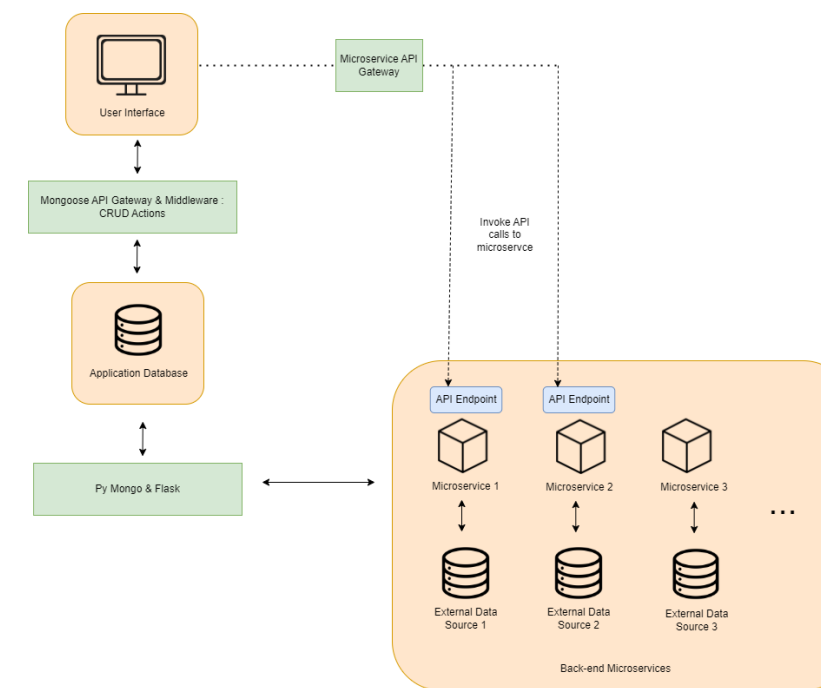 Microservice API
Gateway
User Interface
Mongoose API Gateway & Middleware :
CRUD Actions
Invoke API
calls to
microservce
Application Database
API Endpoint
API Endpoint
Py Mongo & Flask
Microservice 1
Microservice 2
Microservice 3
...
External Data
Source 1
External Data
Source 2
External Data
Source 3
Back-end Microservices